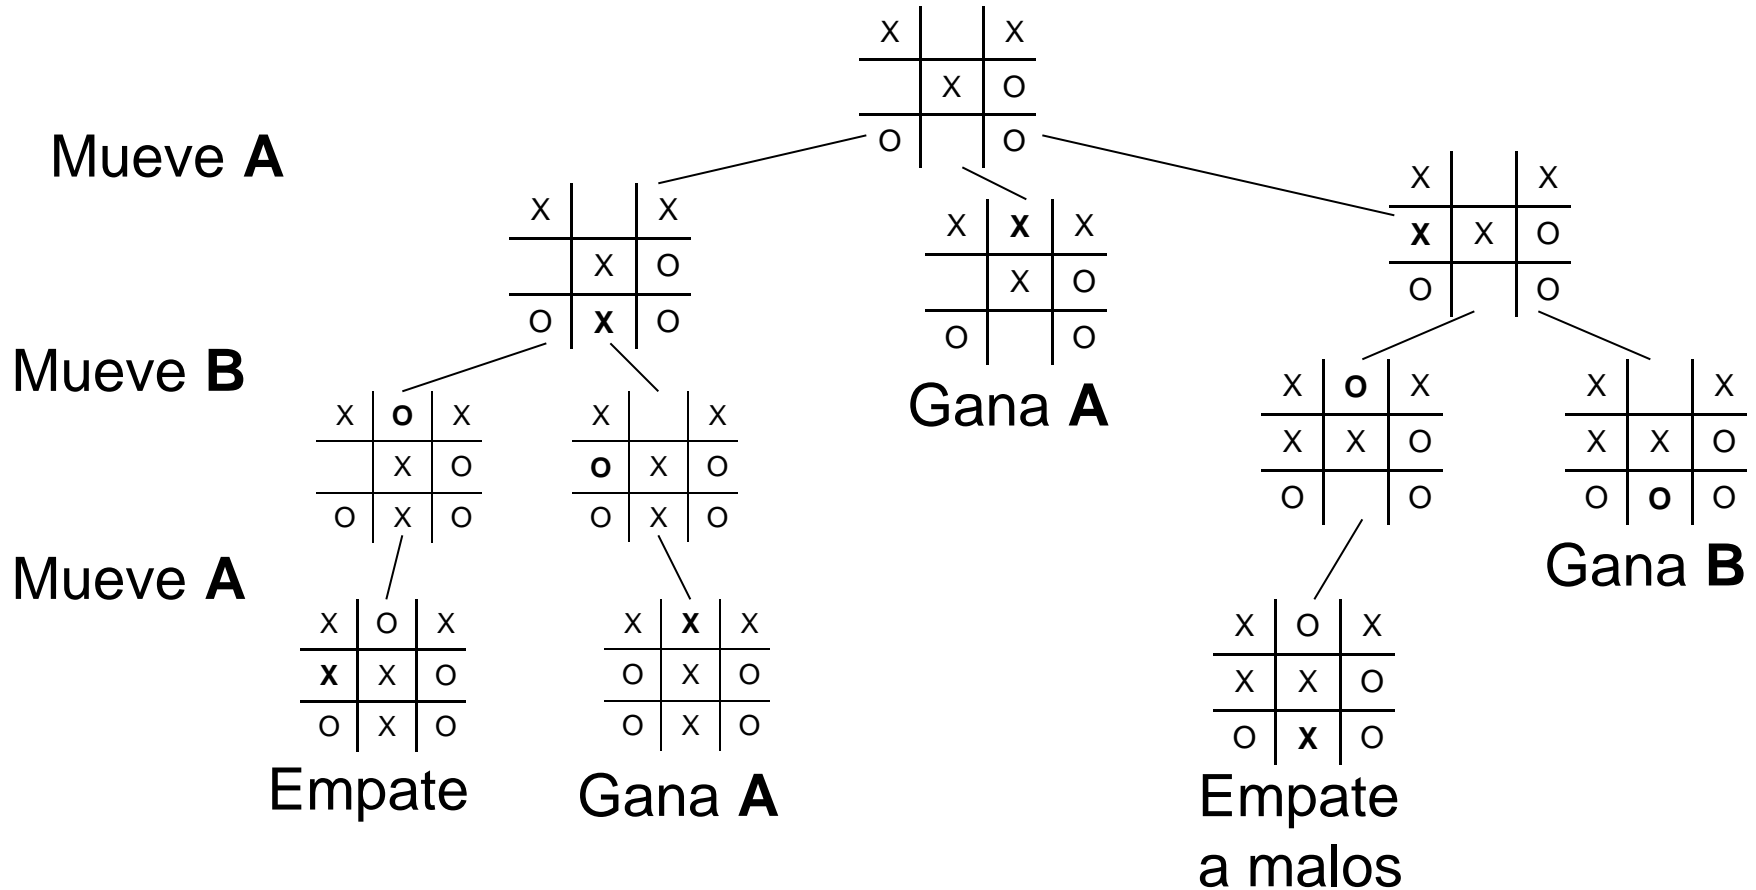 X X
X O
O O
Mueve A
X X
X O
O X O
X X X
X O
O O
X X
X X O
O O
Mueve B
Gana A
X O X
X O
O X O
X X
O X O
O X O
X O X
X X O
O O
X X
X X O
O O O
Gana B
Mueve A
X O X
X X O
O X O
Empate
X X X
O X O
O X O
Gana A
X O X
X X O
O X O
Empate
a malos